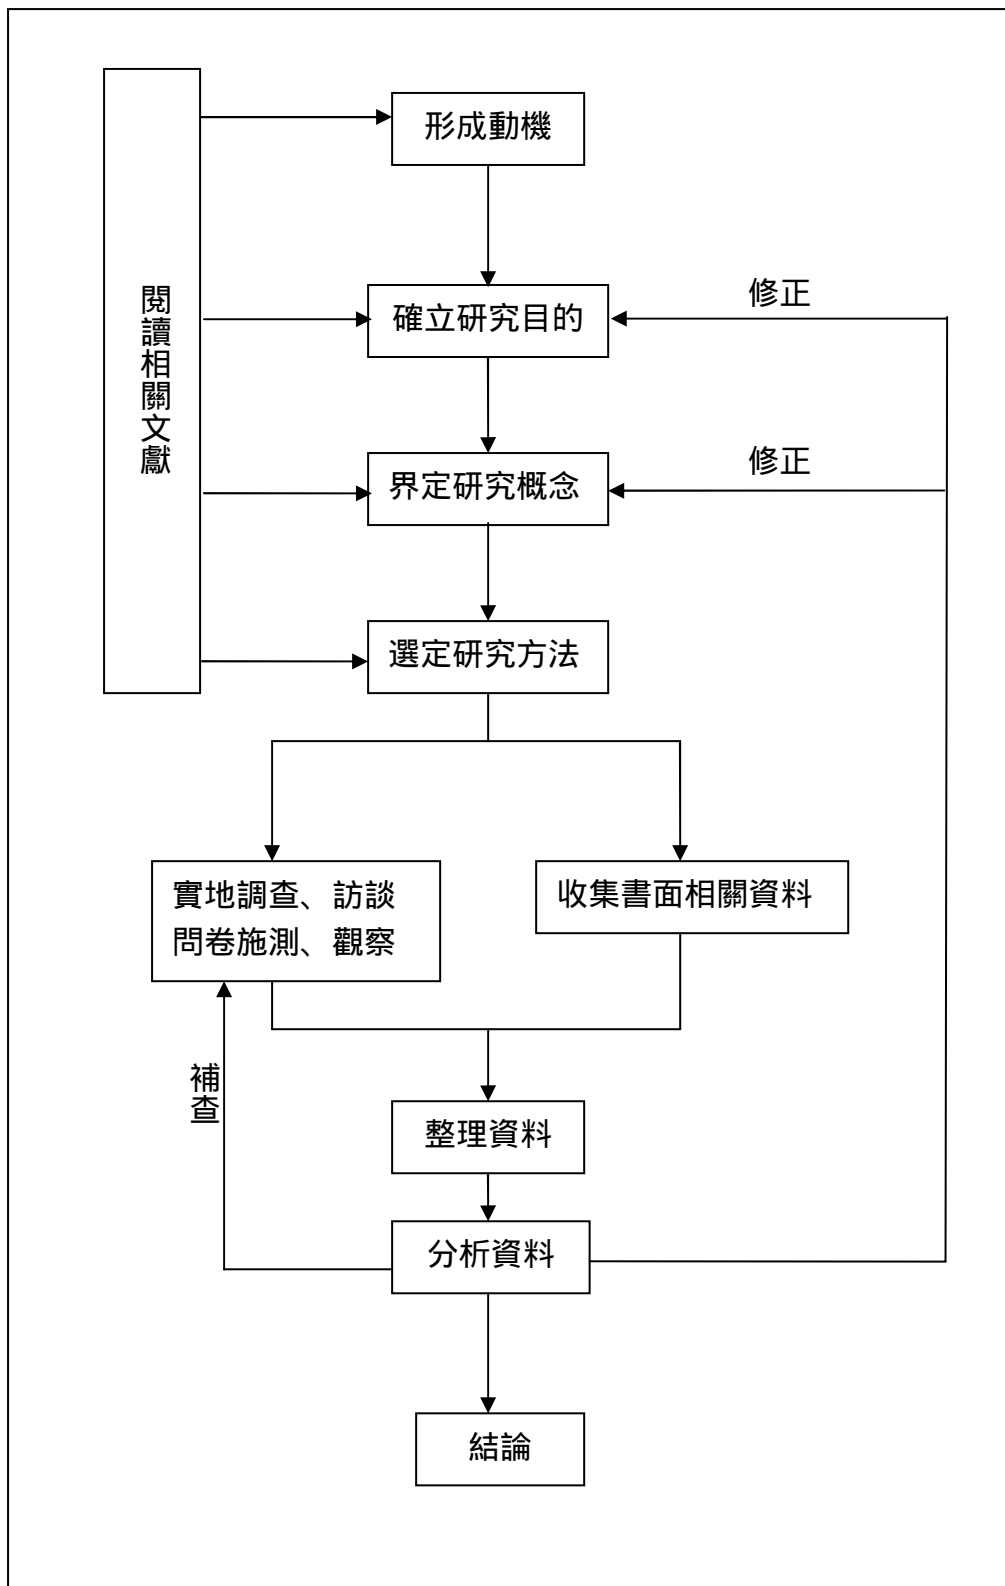 形成動機
閱讀相關文獻
確立研究目的
修正
界定研究概念
修正
選定研究方法
實地調查、訪談
問卷施測、觀察
收集書面相關資料
補查
整理資料
分析資料
結論